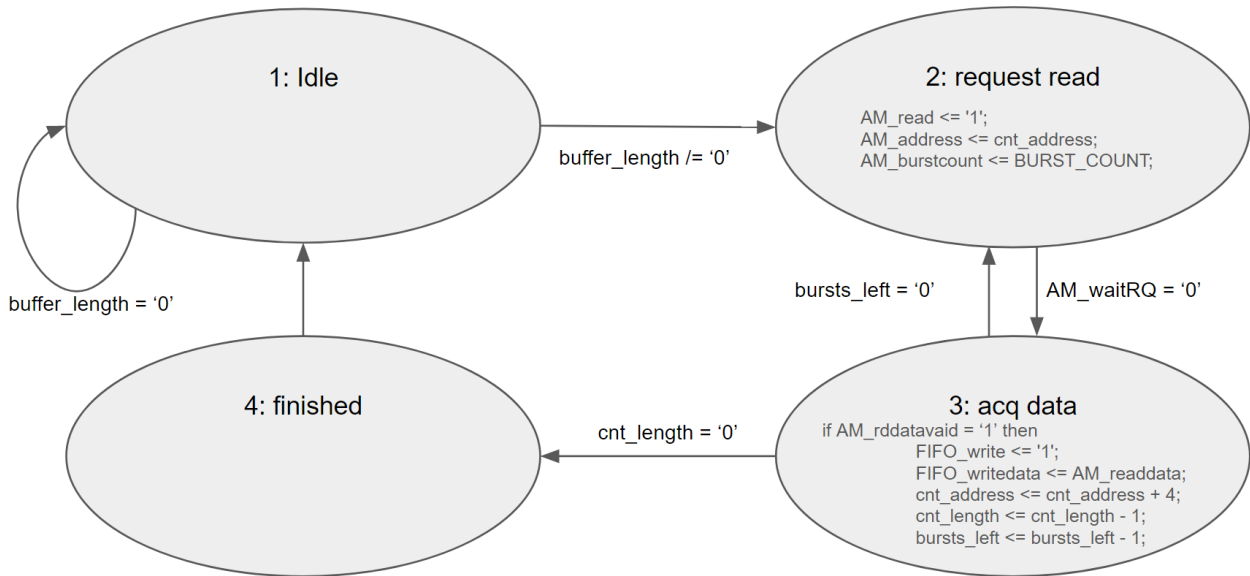 1: Idle
2: request read
AM_read <= '1';
AM_address <= cnt_address;
AM_burstcount <= BURST_COUNT;
buffer_length /= ‘0’
buffer_length = ‘0’
bursts_left = ‘0’
AM_waitRQ = ‘0’
4: finished
cnt_length = ‘0’
3: acq data
if AM_rddatavaid = ‘1’ then
FIFO_write <= '1';
FIFO_writedata <= AM_readdata;
cnt_address <= cnt_address + 4;
cnt_length <= cnt_length - 1;
bursts_left <= bursts_left - 1;